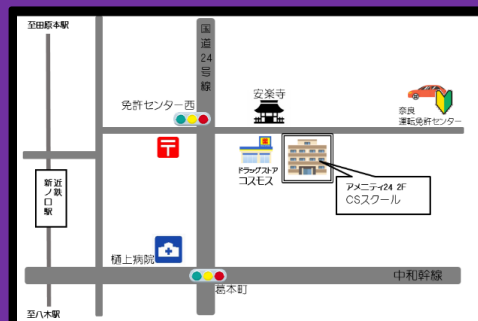 至田原本駅
国道24号線
免許センター西
安楽寺
奈良
運転免許センター
ドラッグストア
コスモス
アメニティ24 2F
CSスクール
近鉄
新ノ口駅
樋上病院
中和幹線
葛本町
至八木駅